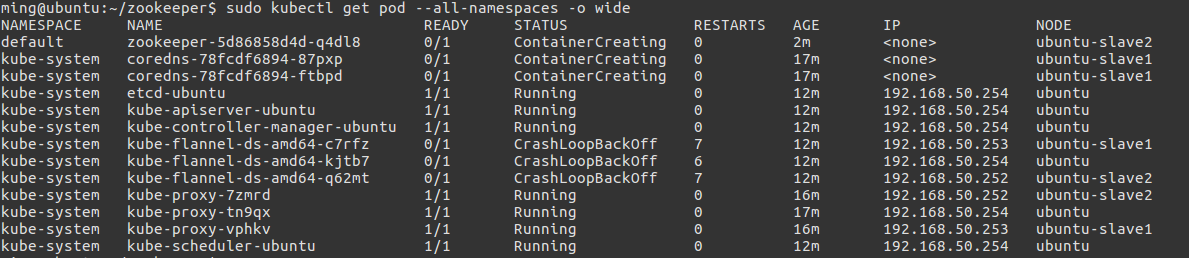 ming@ubuntu:~/zookeeper$ sudo kubectl get pod --all-namespaces -o wide
NAMESPACE NAME READY STATUS RESTARTS AGE IP NODE
default zookeeper-5d86858d4d-q4dl8 0/1 ContainerCreating 0 2m <none> ubuntu-slave2
kube-system coredns-78fcdf6894-87pxp 0/1 ContainerCreating 0 17m <none> ubuntu-slave1
kube-system coredns-78fcdf6894-ftbpd 0/1 ContainerCreating 0 17m <none> ubuntu-slave1
kube-system etcd-ubuntu 1/1 Running 0 12m 192.168.50.254 ubuntu
kube-system kube-apiserver-ubuntu 1/1 Running 0 12m 192.168.50.254 ubuntu
kube-system kube-controller-manager-ubuntu 1/1 Running 0 12m 192.168.50.254 ubuntu
kube-system kube-flannel-ds-amd64-c7rfz 0/1 CrashLoopBackOff 7 12m 192.168.50.253 ubuntu-slave1
kube-system kube-flannel-ds-amd64-kjtb7 0/1 CrashLoopBackOff 6 12m 192.168.50.254 ubuntu
kube-system kube-flannel-ds-amd64-q62mt 0/1 CrashLoopBackOff 7 12m 192.168.50.252 ubuntu-slave2
kube-system kube-proxy-7zmrd 1/1 Running 0 16m 192.168.50.252 ubuntu-slave2
kube-system kube-proxy-tn9qx 1/1 Running 0 17m 192.168.50.254 ubuntu
kube-system kube-proxy-vphkv 1/1 Running 0 16m 192.168.50.253 ubuntu-slave1
kube-system kube-scheduler-ubuntu 1/1 Running 0 12m 192.168.50.254 ubuntu